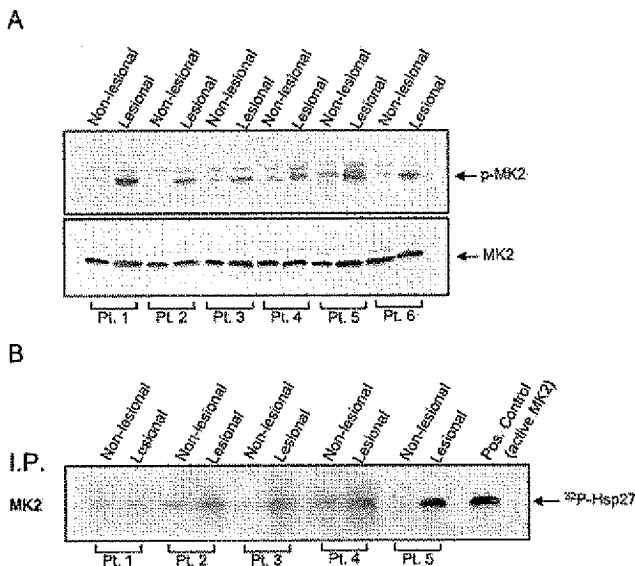 A
Non-lesional Lesional Non-lesional Lesional Non-lesional Lesional Non-lesional Lesional Non-lesional Lesional Non-lesional Lesional
p-MK2
MK2
Pt. 1 Pt. 2 Pt. 3 Pt. 4 Pt. 5 Pt. 6
B
Non-lesional Lesional Non-lesional Lesional Non-lesional Lesional Non-lesional Lesional Non-lesional Lesional Pos. Control
(active MK2)
I.P.
MK2
³²P-Hsp27
Pt. 1 Pt. 2 Pt. 3 Pt. 4 Pt. 5